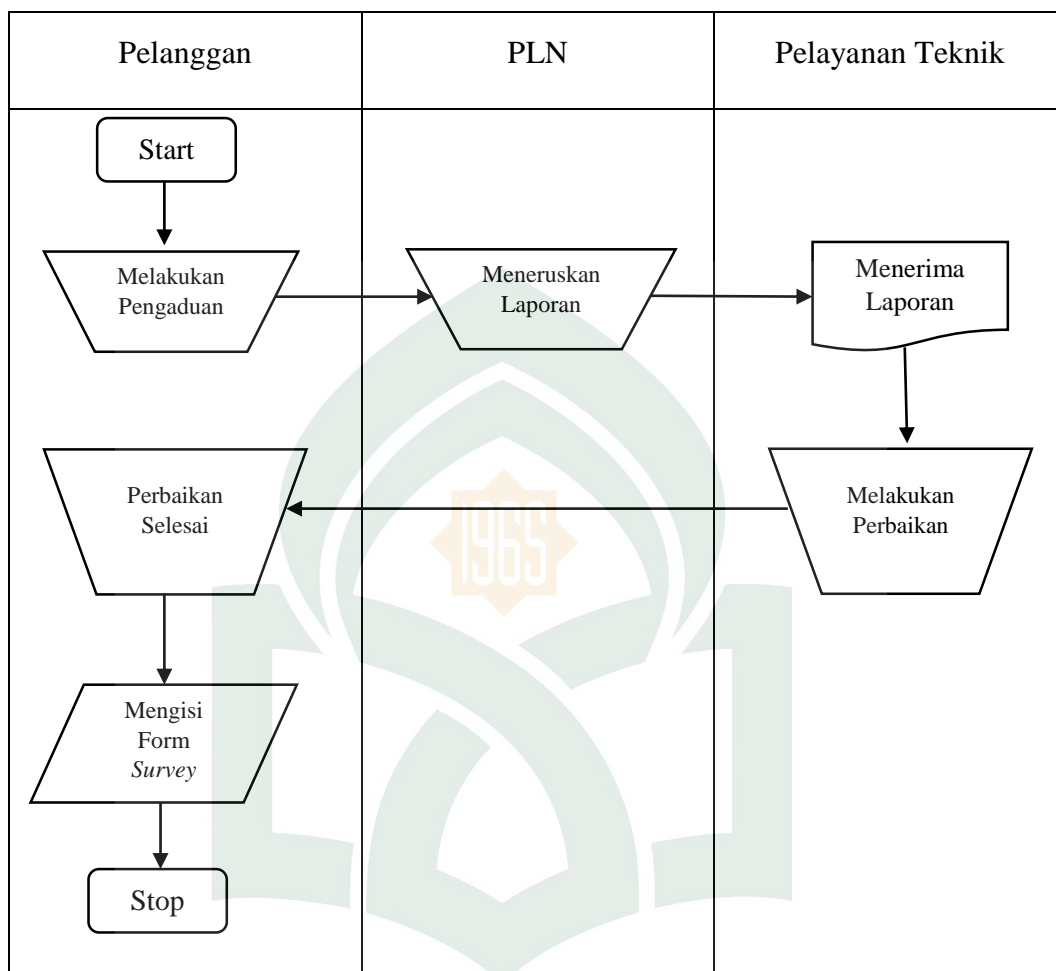 Pelanggan
PLN
Pelayanan Teknik
Start
Melakukan
Pengaduan
Meneruskan
Laporan
Menerima
Laporan
Perbaikan
Selesai
Melakukan
Perbaikan
1965
Mengisi
Form
Survey
Stop